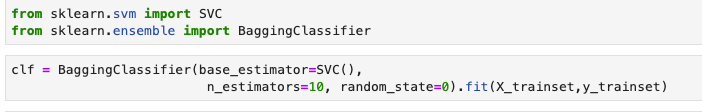 from sklearn.svm import SVC
from sklearn.ensemble import BaggingClassifier
clf = BaggingClassifier(base_estimator=SVC(),
                        n_estimators=10, random_state=0).fit(X_trainset,y_trainset)